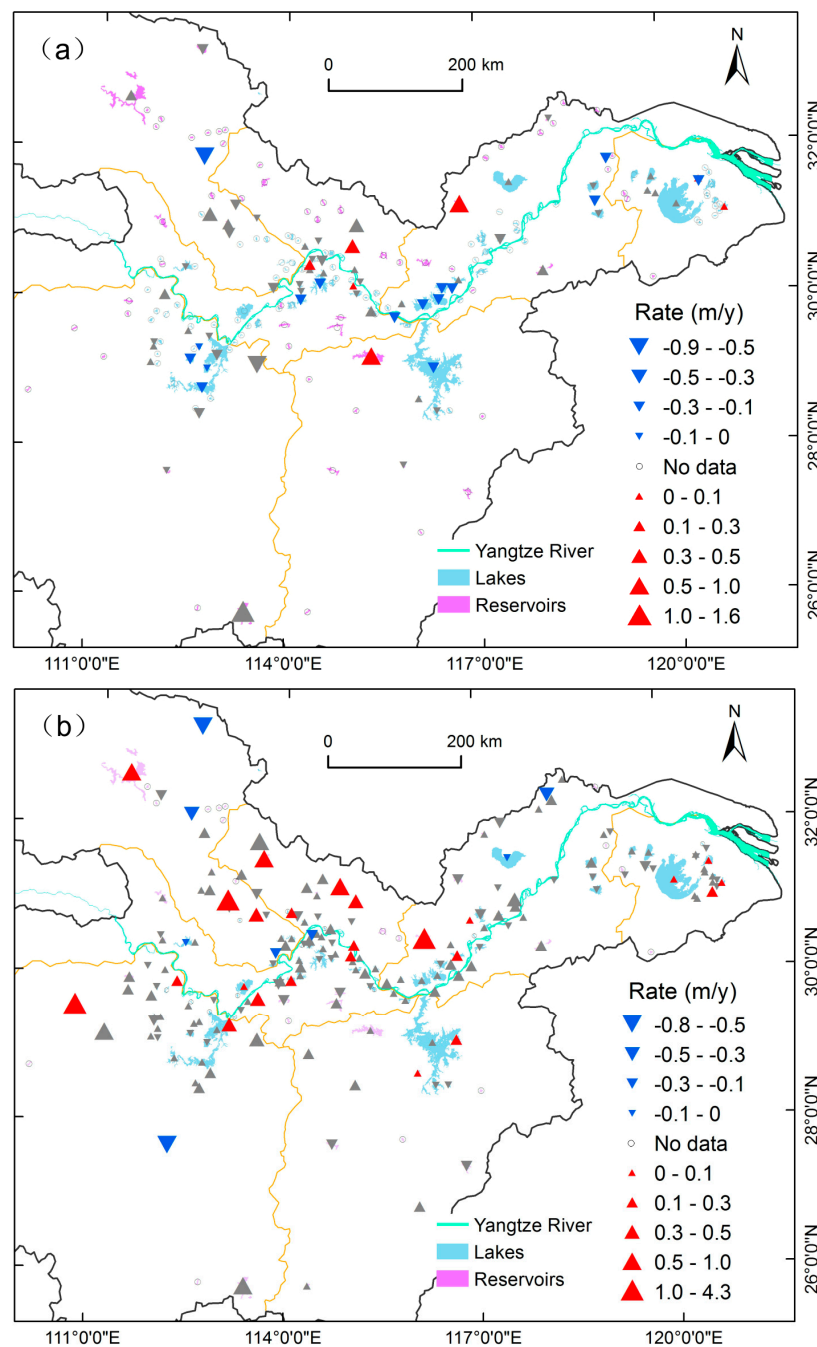 (a)
N
0 200 km
32°0'0"N
30°0'0"N
28°0'0"N
26°0'0"N
Rate (m/y)
-0.9 - -0.5
-0.5 - -0.3
-0.3 - -0.1
-0.1 - 0
No data
0 - 0.1
0.1 - 0.3
0.3 - 0.5
0.5 - 1.0
1.0 - 1.6
Yangtze River
Lakes
Reservoirs
111°0'0"E 114°0'0"E 117°0'0"E 120°0'0"E
(b)
N
0 200 km
32°0'0"N
30°0'0"N
28°0'0"N
26°0'0"N
Rate (m/y)
-0.8 - -0.5
-0.5 - -0.3
-0.3 - -0.1
-0.1 - 0
No data
0 - 0.1
0.1 - 0.3
0.3 - 0.5
0.5 - 1.0
1.0 - 4.3
Yangtze River
Lakes
Reservoirs
111°0'0"E 114°0'0"E 117°0'0"E 120°0'0"E